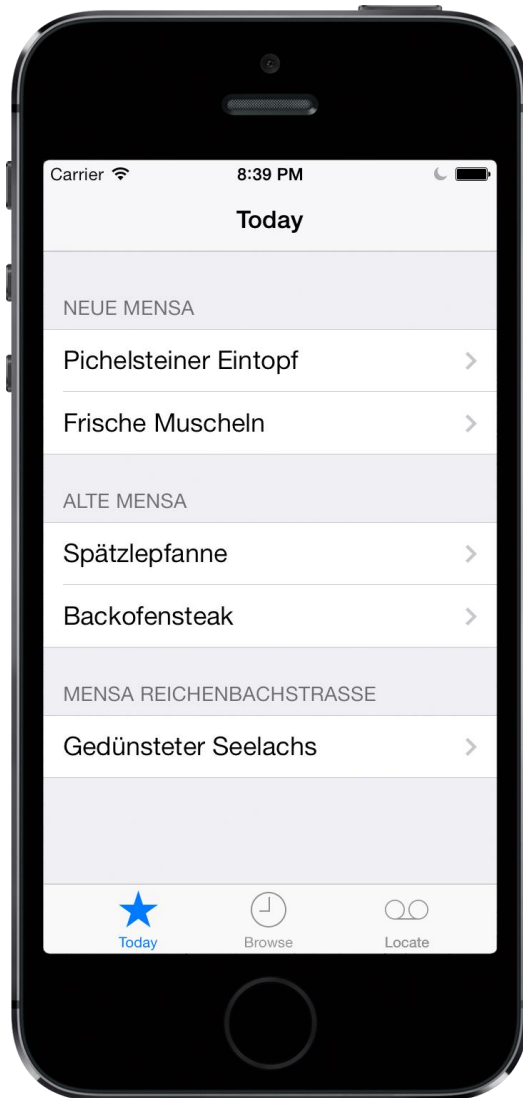 Carrier 8:39 PM
Today
NEUE MENSA
Pichelsteiner Eintopf
Frische Muscheln
ALTE MENSA
Spätzlepfanne
Backofensteak
MENSA REICHENBACHSTRASSE
Gedünsteter Seelachs
Today Browse Locate